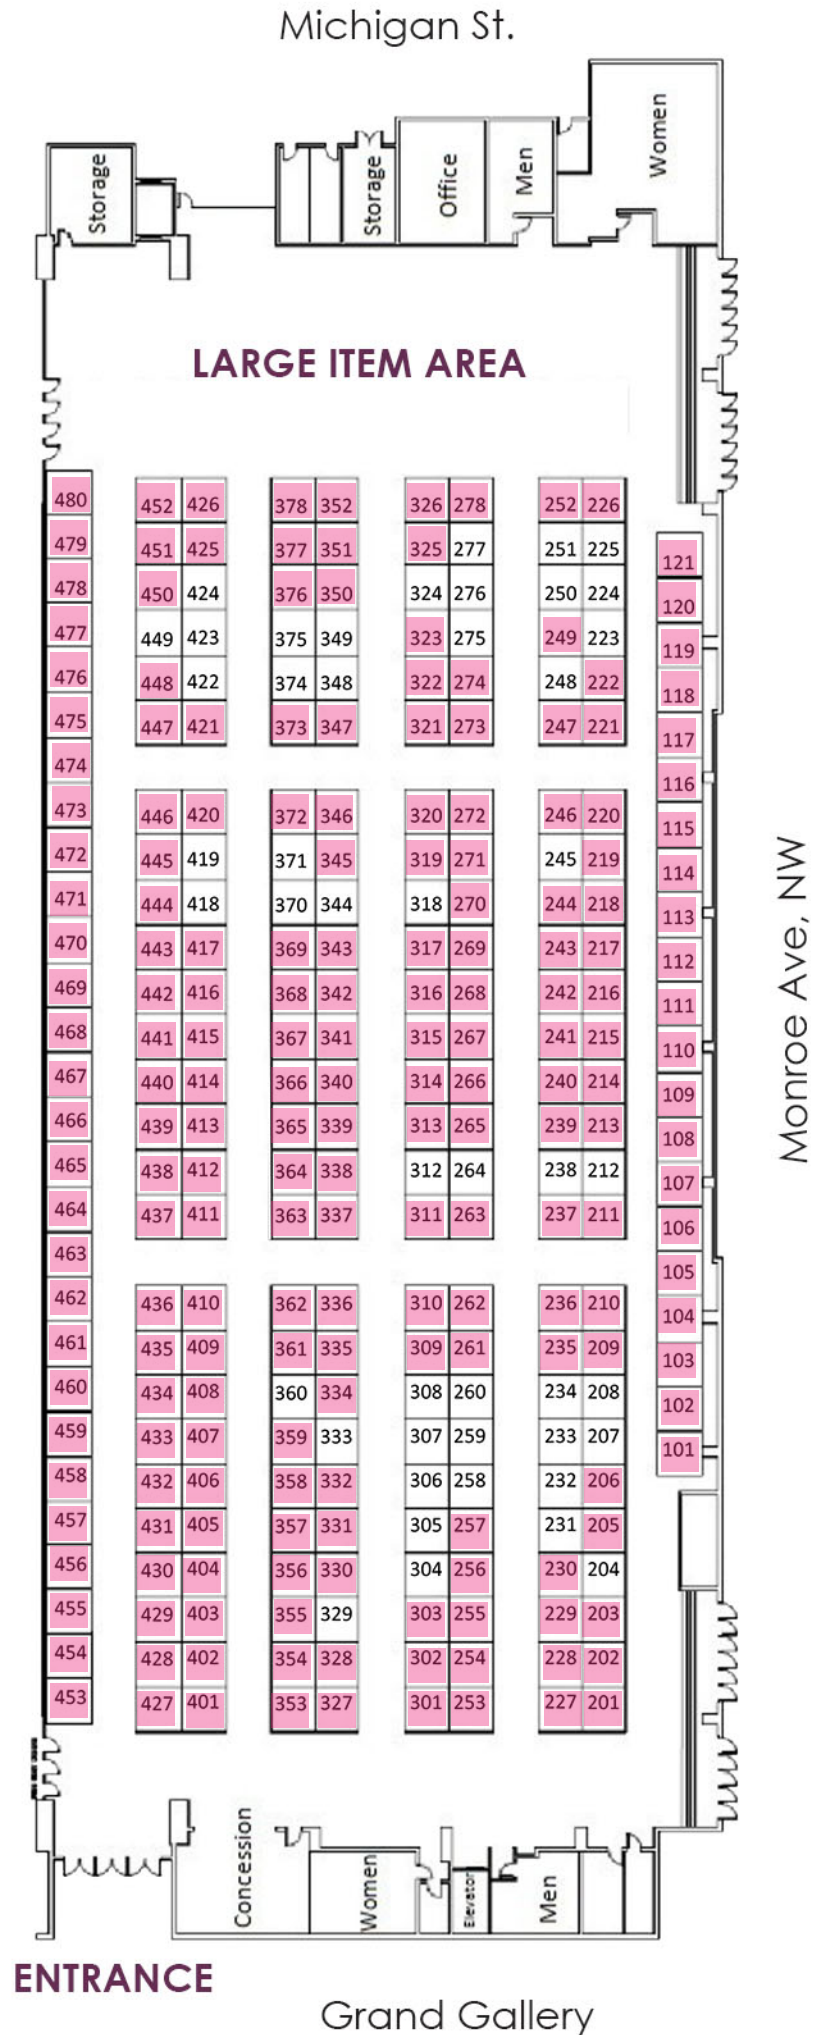 Michigan St.
Women
Storage
Storage
Office
Men
LARGE ITEM AREA
480
452 426 378 352 326 278 252 226
479
451 425 377 351 325 277 251 225
121
478
450 424 376 350 324 276 250 224
120
477
449 423 375 349 323 275 249 223
119
476
448 422 374 348 322 274 248 222
118
475
447 421 373 347 321 273 247 221
117
474
116
473
446 420 372 346 320 272 246 220
115
472
445 419 371 345 319 271 245 219
114
471
444 418 370 344 318 270 244 218
113
470
443 417 369 343 317 269 243 217
112
469
442 416 368 342 316 268 242 216
111
468
441 415 367 341 315 267 241 215
110
467
440 414 366 340 314 266 240 214
109
466
439 413 365 339 313 265 239 213
108
465
438 412 364 338 312 264 238 212
107
464
437 411 363 337 311 263 237 211
106
463
105
462
436 410 362 336 310 262 236 210
104
461
435 409 361 335 309 261 235 209
103
460
434 408 360 334 308 260 234 208
102
459
433 407 359 333 307 259 233 207
101
458
432 406 358 332 306 258 232 206
457
431 405 357 331 305 257 231 205
456
430 404 356 330 304 256 230 204
455
429 403 355 329 303 255 229 203
454
428 402 354 328 302 254 228 202
453
427 401 353 327 301 253 227 201
Monroe Ave, NW
Concession
Women
Elevator
Men
ENTRANCE
Grand Gallery